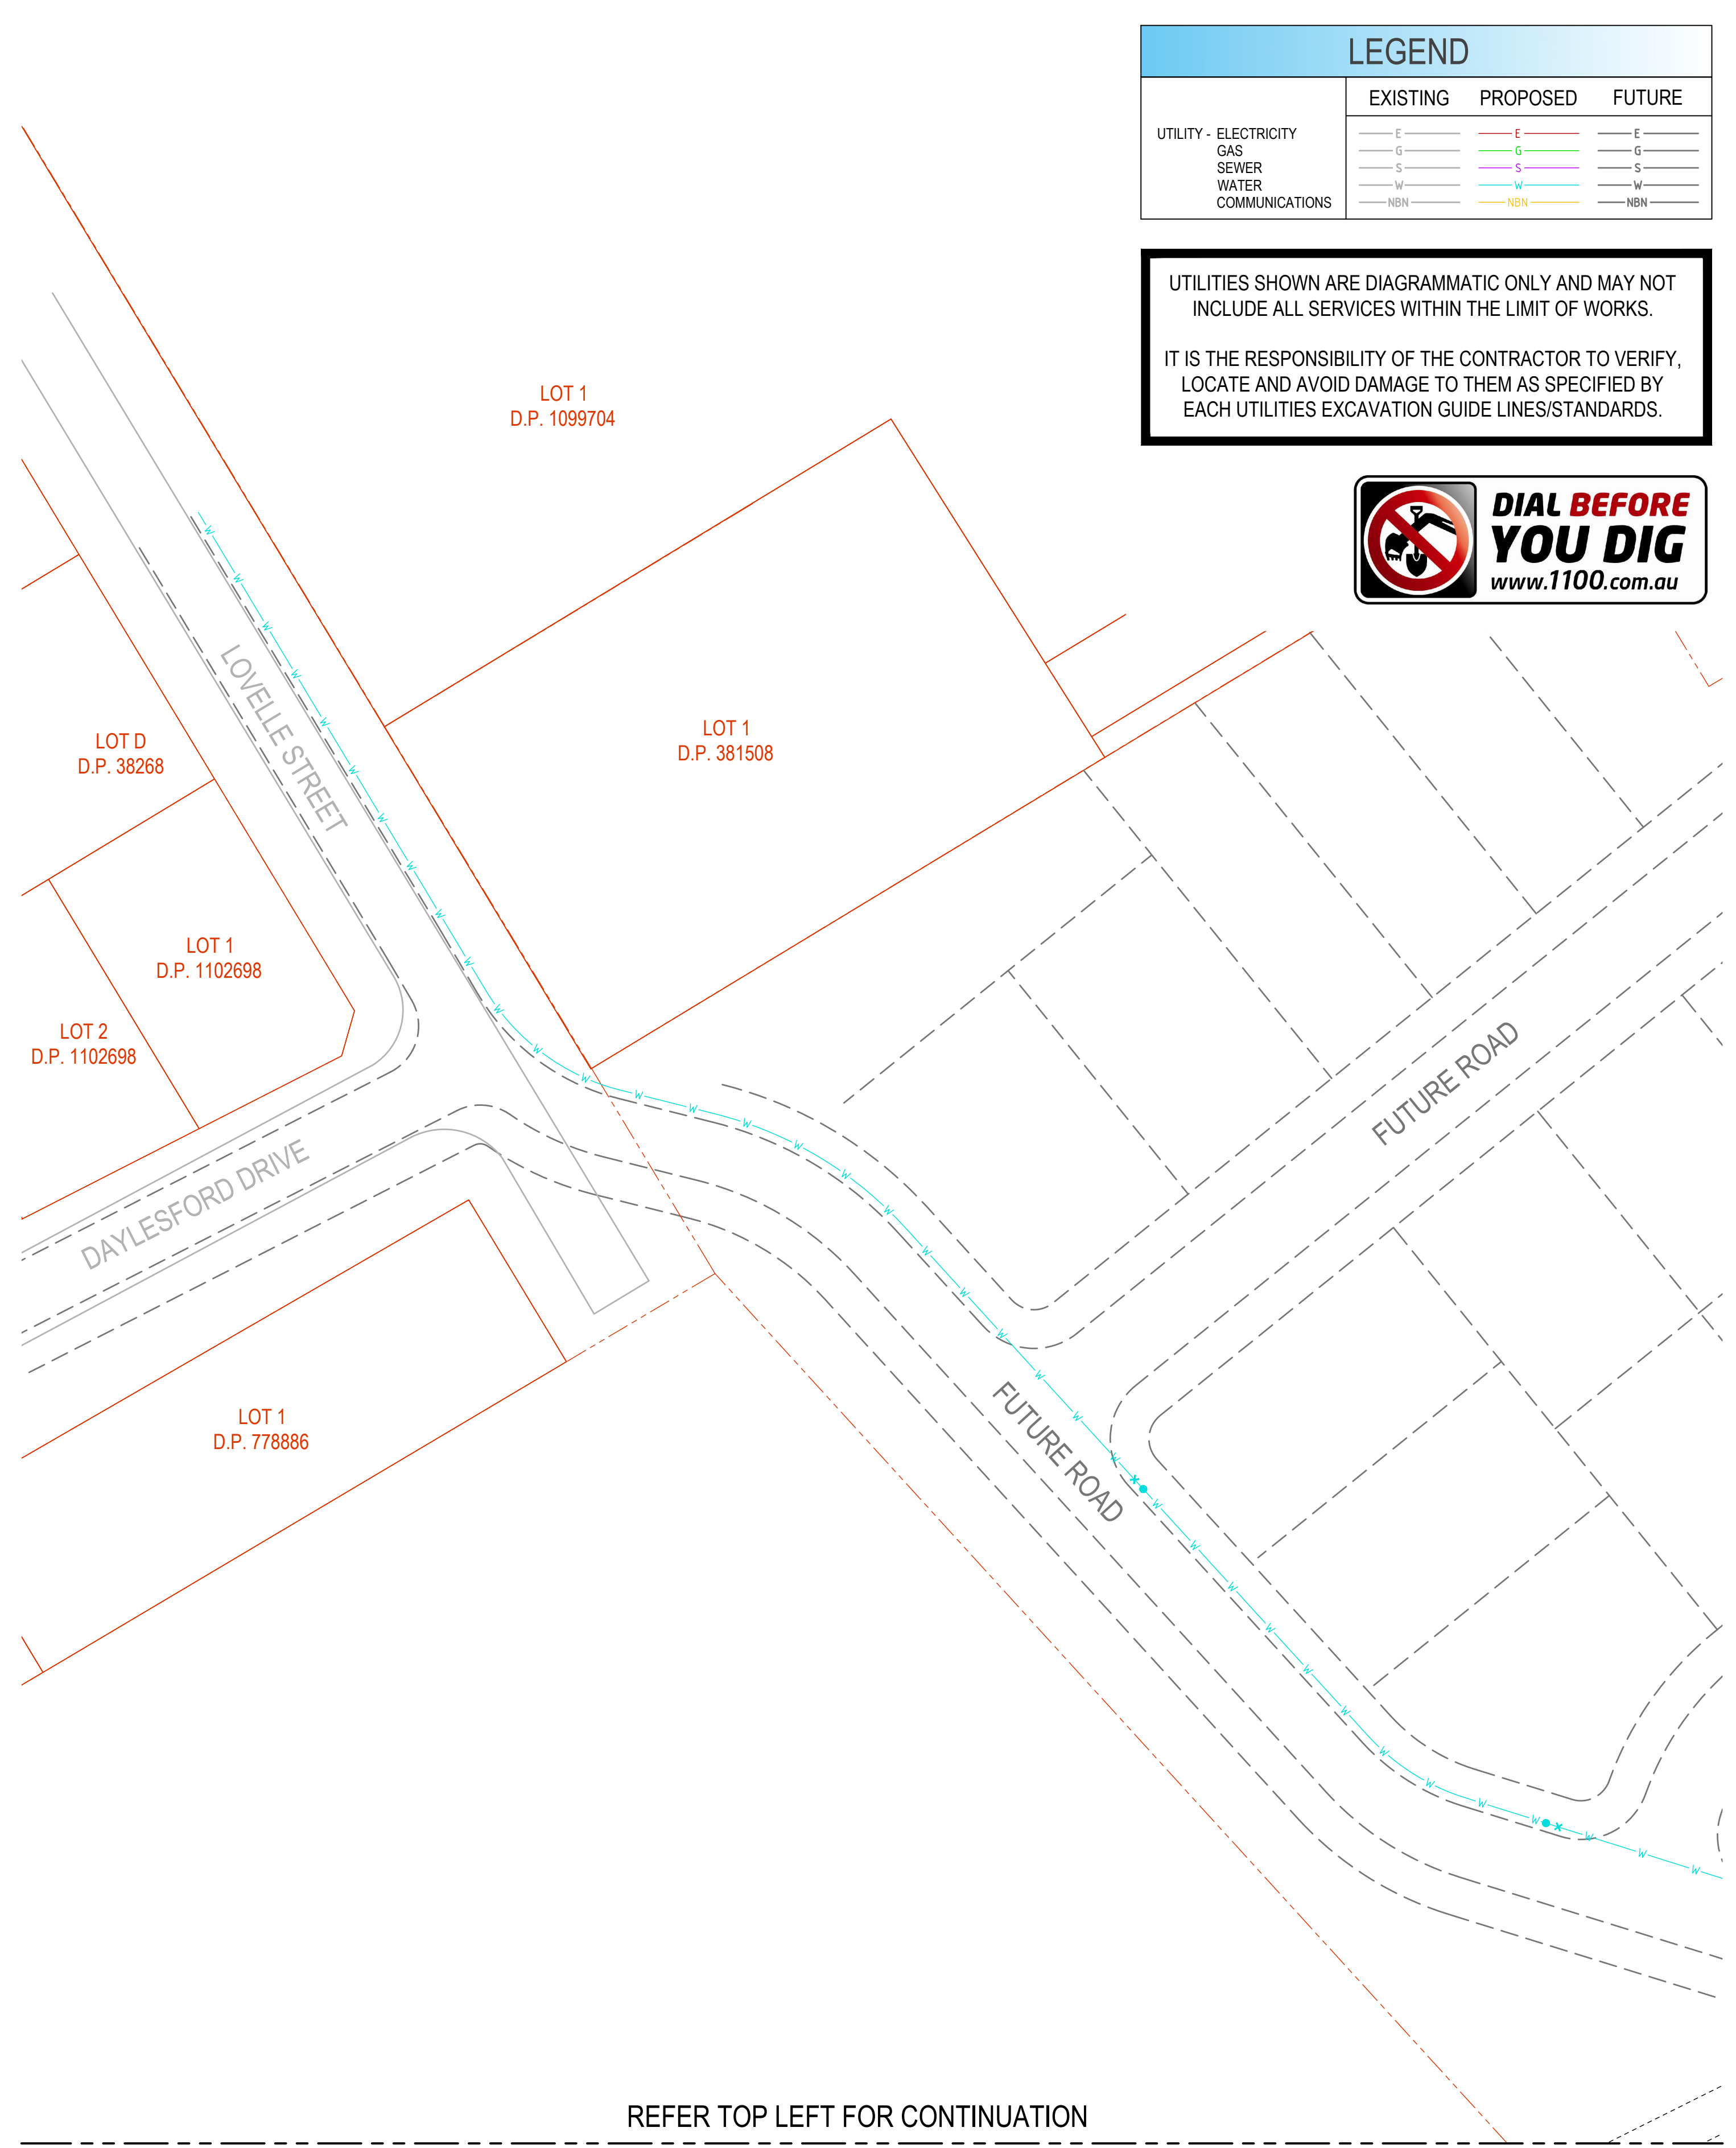 LEGEND
EXISTING PROPOSED FUTURE
UTILITY - ELECTRICITY E E E
GAS G G G
SEWER S S S
WATER W W W
COMMUNICATIONS NBN NBN NBN
UTILITIES SHOWN ARE DIAGRAMMATIC ONLY AND MAY NOT
INCLUDE ALL SERVICES WITHIN THE LIMIT OF WORKS.
IT IS THE RESPONSIBILITY OF THE CONTRACTOR TO VERIFY,
LOCATE AND AVOID DAMAGE TO THEM AS SPECIFIED BY
EACH UTILITIES EXCAVATION GUIDE LINES/STANDARDS.
DIAL BEFORE
YOU DIG
www.1100.com.au
LOT 1
D.P. 1099704
LOT 1
D.P. 381508
LOVELLE STREET
LOT D
D.P. 38268
LOT 1
D.P. 1102698
LOT 2
D.P. 1102698
DAYLESFORD DRIVE
FUTURE ROAD
FUTURE ROAD
LOT 1
D.P. 778886
W W W W W W W W W W W W W W W W W W W W W W W W W W W W W W W W W W W
REFER TOP LEFT FOR CONTINUATION